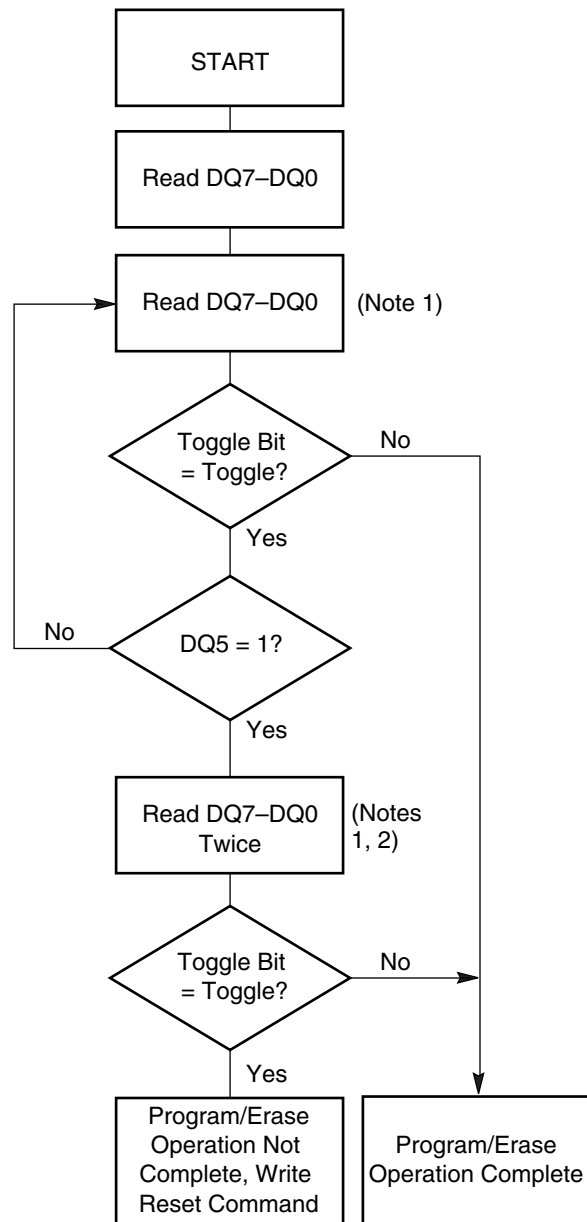 START
Read DQ7–DQ0
Read DQ7–DQ0
(Note 1)
Toggle Bit
= Toggle?
No
Yes
No
DQ5 = 1?
Yes
Read DQ7–DQ0
Twice
(Notes
1, 2)
Toggle Bit
= Toggle?
No
Yes
Program/Erase
Operation Not
Complete, Write
Reset Command
Program/Erase
Operation Complete